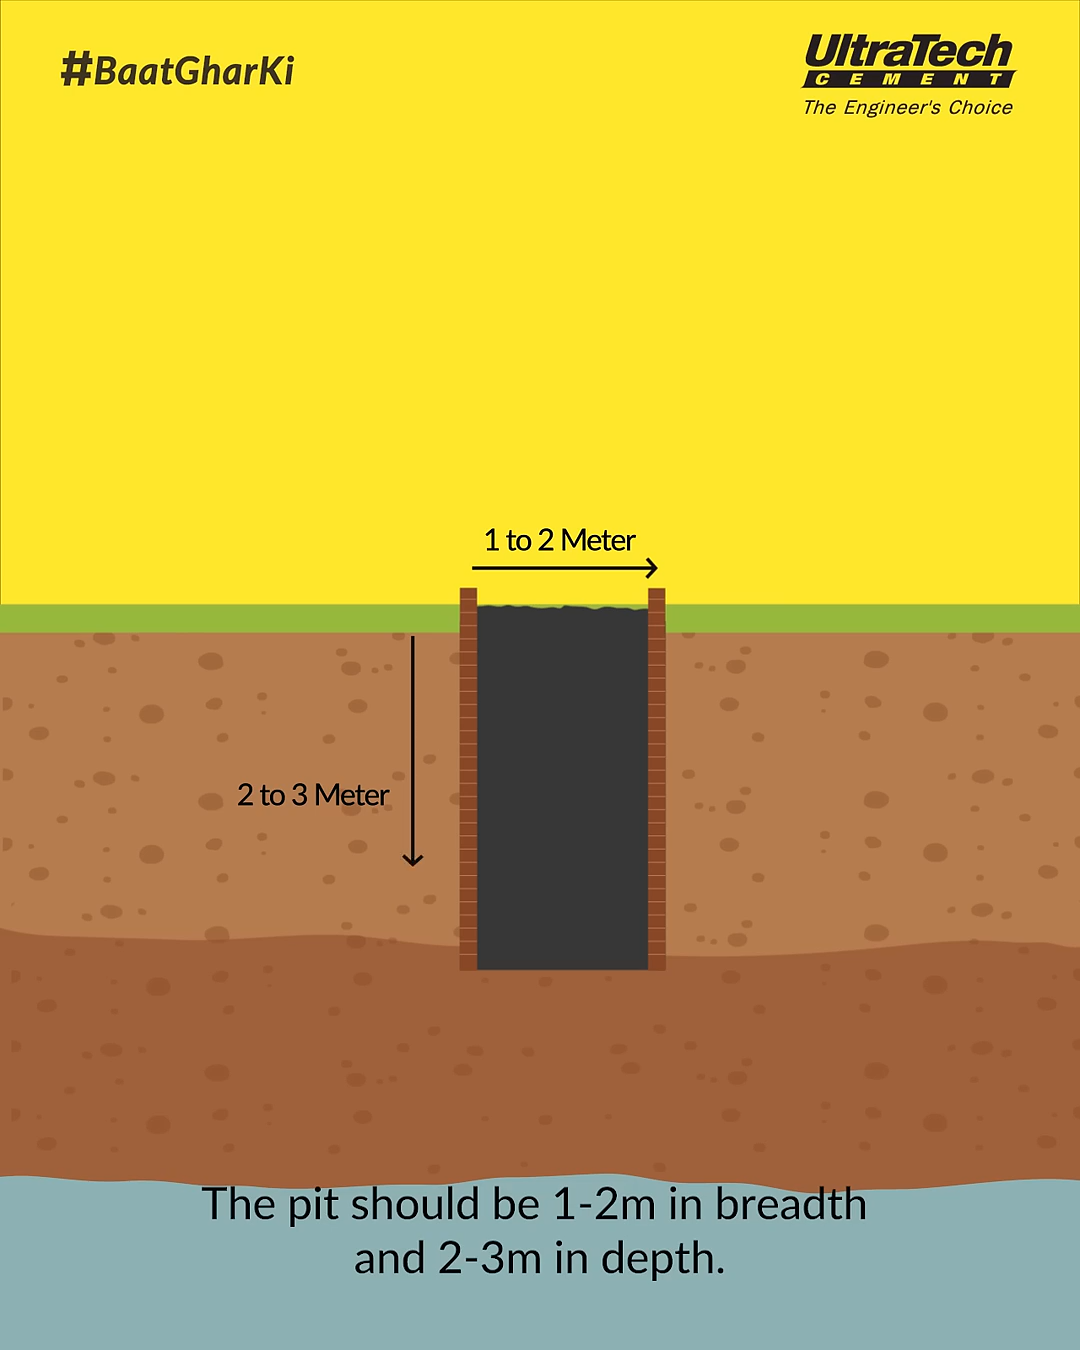 #BaatGharKi
UltraTech
CEMENT
The Engineer's Choice
1 to 2 Meter
2 to 3 Meter
The pit should be 1-2m in breadth
and 2-3m in depth.